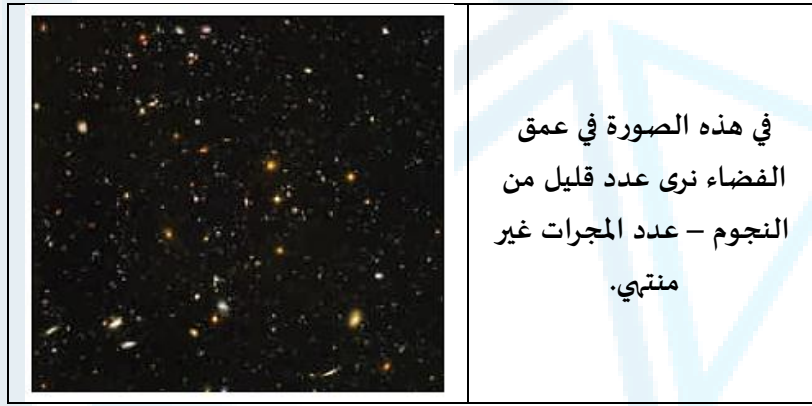 في هذه الصورة في عمق
الفضاء نرى عدد قليل من
النجوم – عدد المجرات غير
منتهي.